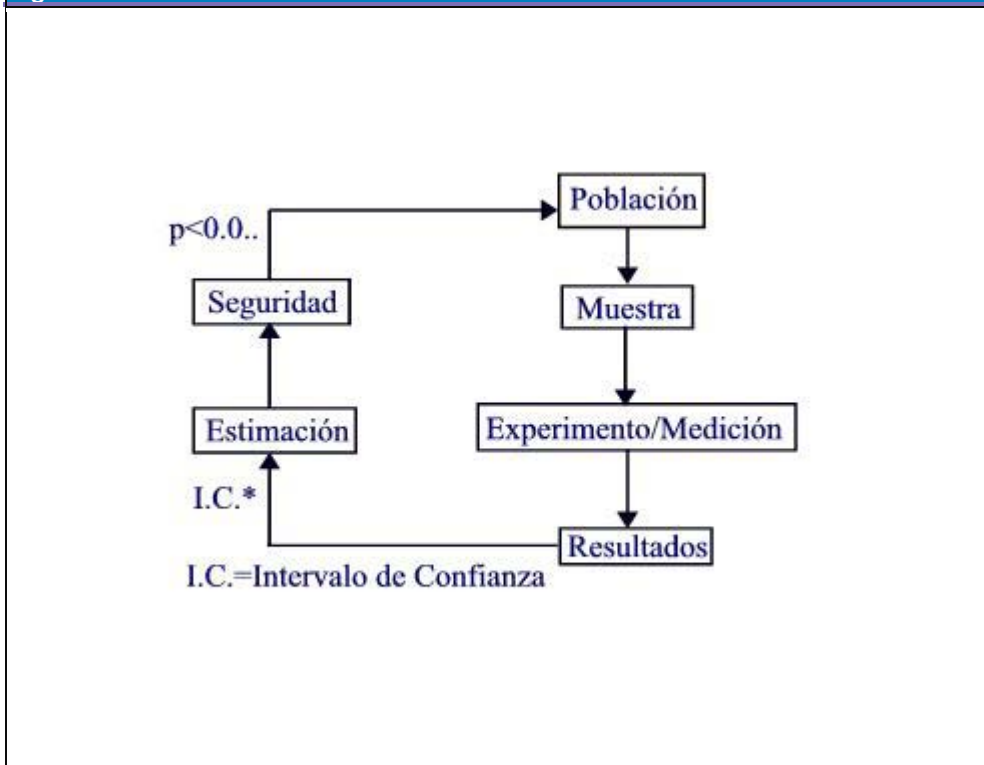 Población
p<0.0..
Seguridad
Muestra
Estimación
Experimento/Medición
I.C.*
Resultados
I.C.=Intervalo de Confianza